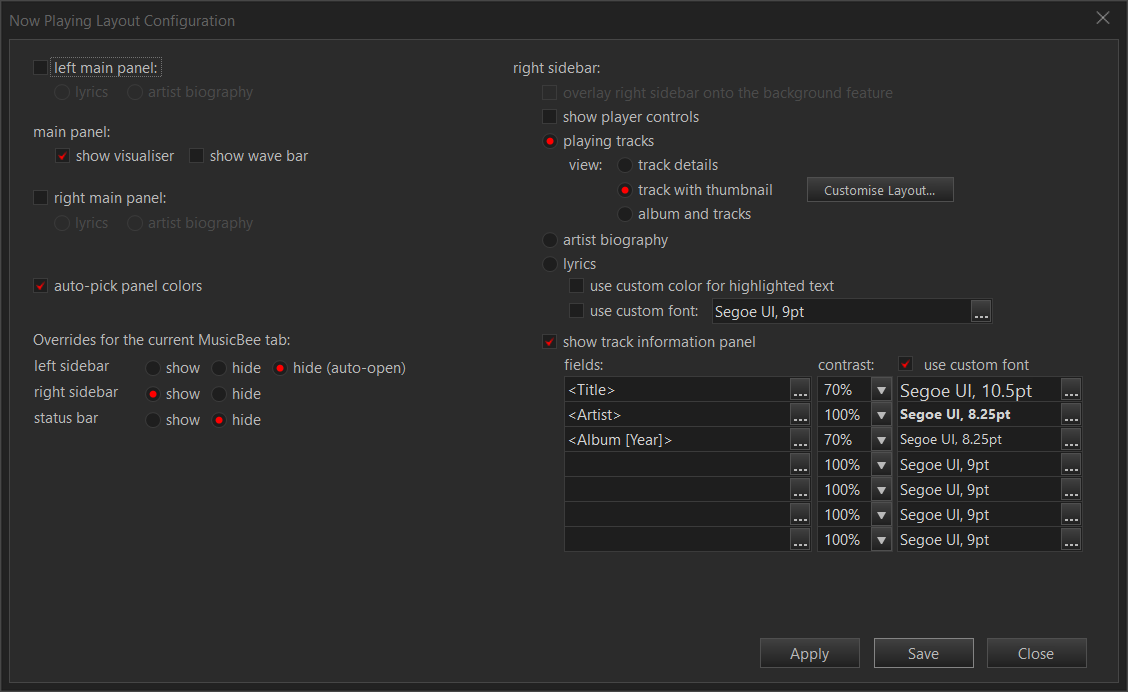 Now Playing Layout Configuration
left main panel:
lyrics artist biography
main panel:
show visualiser show wave bar
right main panel:
lyrics artist biography
auto-pick panel colors
Overrides for the current MusicBee tab:
left sidebar show hide hide (auto-open)
right sidebar show hide
status bar show hide
right sidebar:
overlay right sidebar onto the background feature
show player controls
playing tracks
view: track details
track with thumbnail Customise Layout...
album and tracks
artist biography
lyrics
use custom color for highlighted text
use custom font: Segoe UI, 9pt ...
show track information panel
fields: contrast: use custom font
<Title> ... 70% Segoe UI, 10.5pt ...
<Artist> ... 100% Segoe UI, 8.25pt ...
<Album [Year]> ... 70% Segoe UI, 8.25pt ...
... 100% Segoe UI, 9pt ...
... 100% Segoe UI, 9pt ...
... 100% Segoe UI, 9pt ...
... 100% Segoe UI, 9pt ...
Apply Save Close